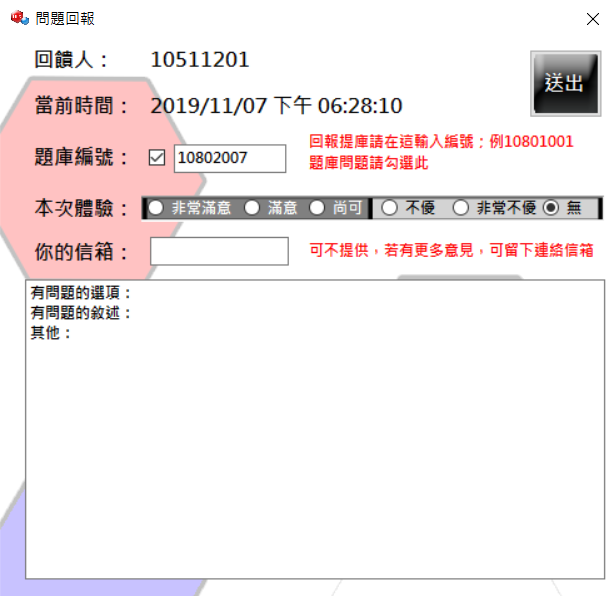 問題回報
回饋人： 10511201
送出
當前時間： 2019/11/07 下午 06:28:10
題庫編號： 10802007
回報提庫請在這輸入編號；例10801001
題庫問題請勾選此
本次體驗： 非常滿意 滿意 尚可 不優 非常不優 無
你的信箱：
可不提供，若有更多意見，可留下連絡信箱
有問題的選項：
有問題的敘述：
其他：